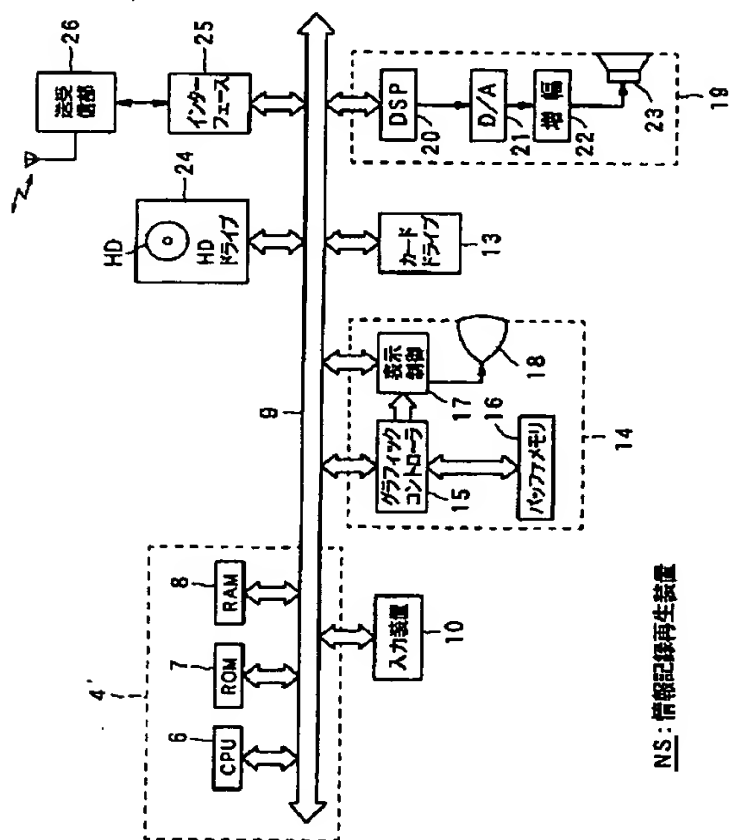 26
送受
信部
25
インター
フェース
24
HD
HD
ドライブ
DSP
20
D/A
21
増幅
22
23
19
カード
ドライブ
13
9
表示
制御
17
18
グラフィック
コントローラ
15
16
バッファメモリ
14
4'
8
RAM
7
ROM
6
CPU
入力装置
10
NS:情報記録再生装置